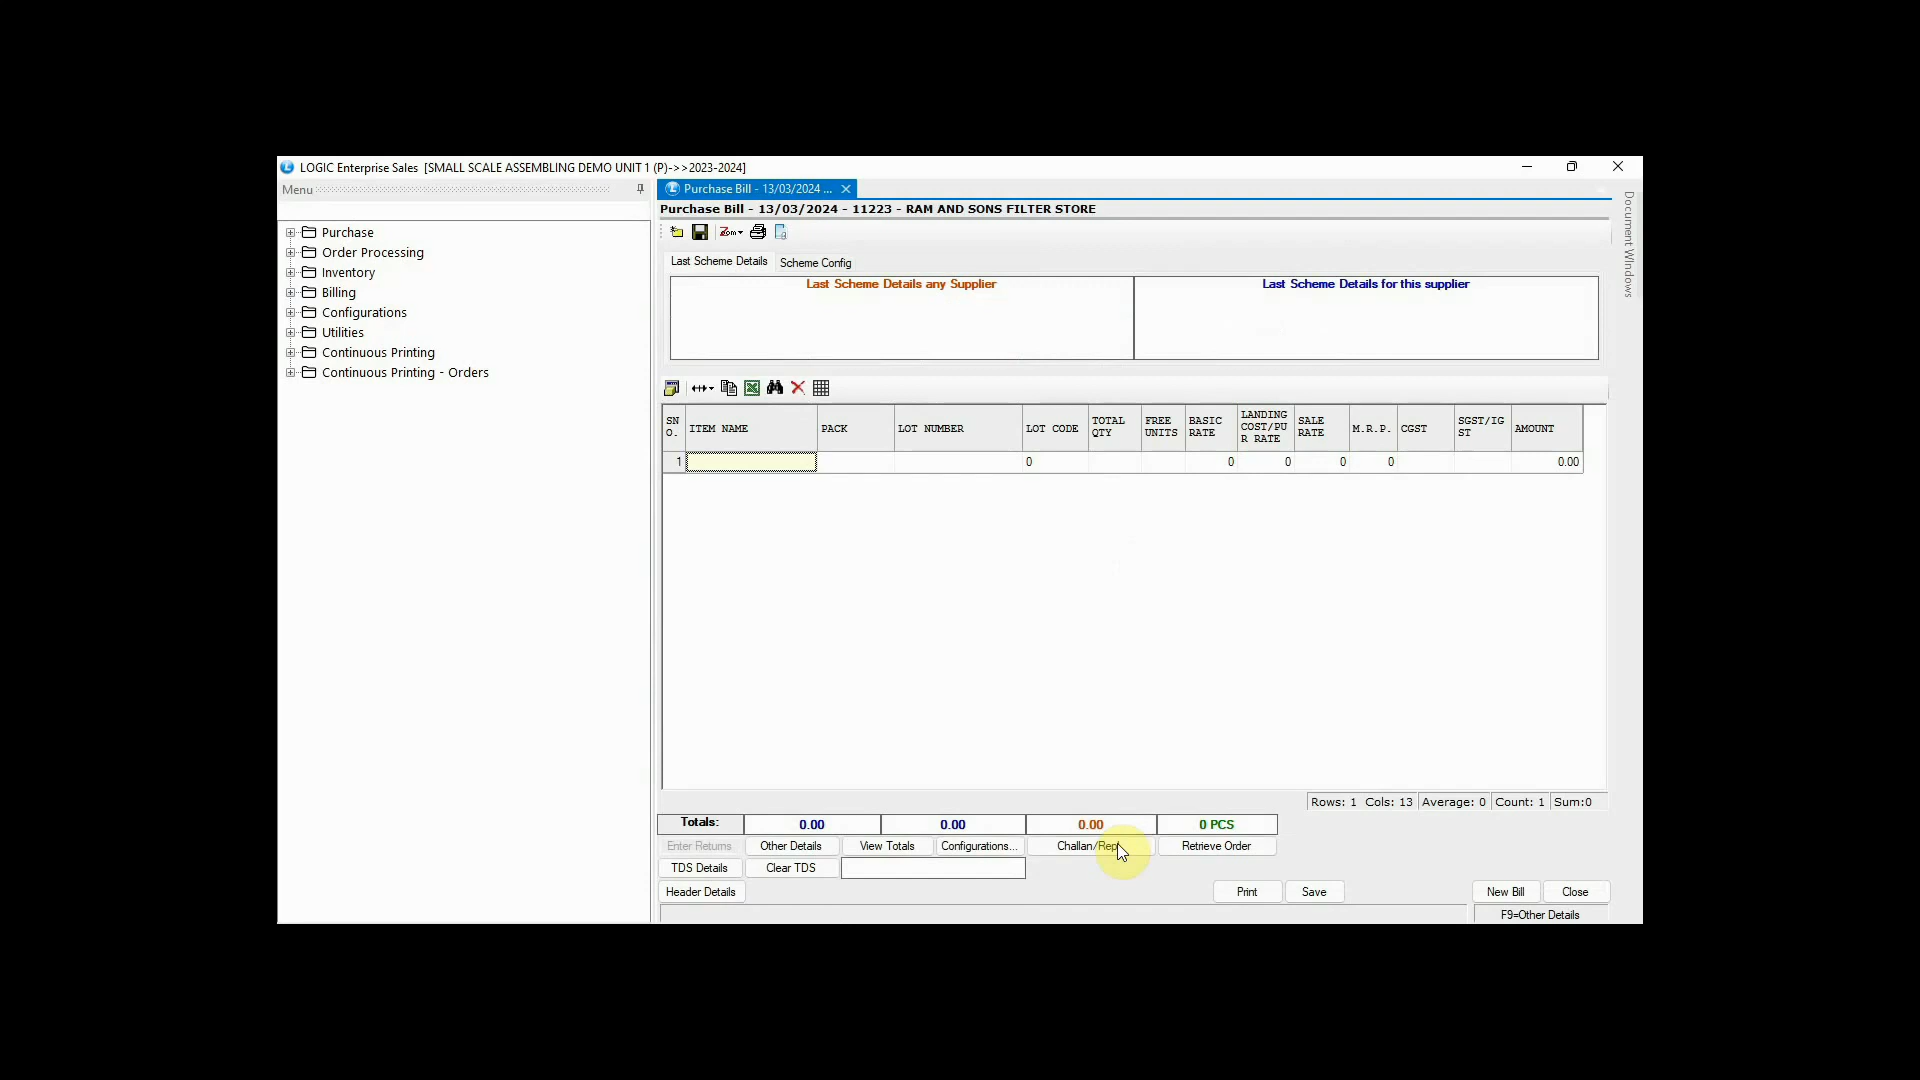 LOGIC Enterprise Sales [SMALL SCALE ASSEMBLING DEMO UNIT 1 (P)->>2023-2024]
Menu
Purchase
Order Processing
Inventory
Billing
Configurations
Utilities
Continuous Printing
Continuous Printing - Orders
Purchase Bill - 13/03/2024 ...
Purchase Bill - 13/03/2024 - 11223 - RAM AND SONS FILTER STORE
Zoom
Last Scheme Details Scheme Config
Last Scheme Details any Supplier Last Scheme Details for this supplier
SN
O. ITEM NAME PACK LOT NUMBER LOT CODE TOTAL
QTY FREE
UNITS BASIC
RATE LANDING
COST/PU
R RATE SALE
RATE M.R.P. CGST SGST/IG
ST AMOUNT
1 0 0 0 0 0 0.00
Rows: 1 Cols: 13 Average: 0 Count: 1 Sum:0
Totals: 0.00 0.00 0.00 0 PCS
Enter Returns Other Details View Totals Configurations... Challan/Repl Retrieve Order
TDS Details Clear TDS
Header Details Print Save New Bill Close
F9=Other Details
Document Windows